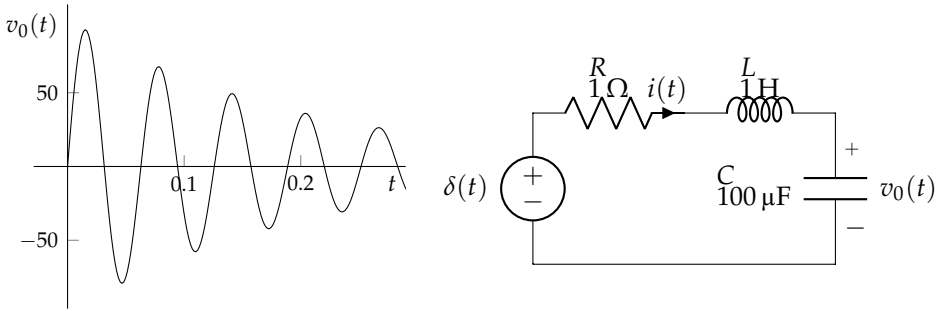 v₀(t)
50
−50
0.1
0.2
t
R
1 Ω
i(t)
L
1 H
δ(t)
+
−
C
100 µF
+
−
v₀(t)